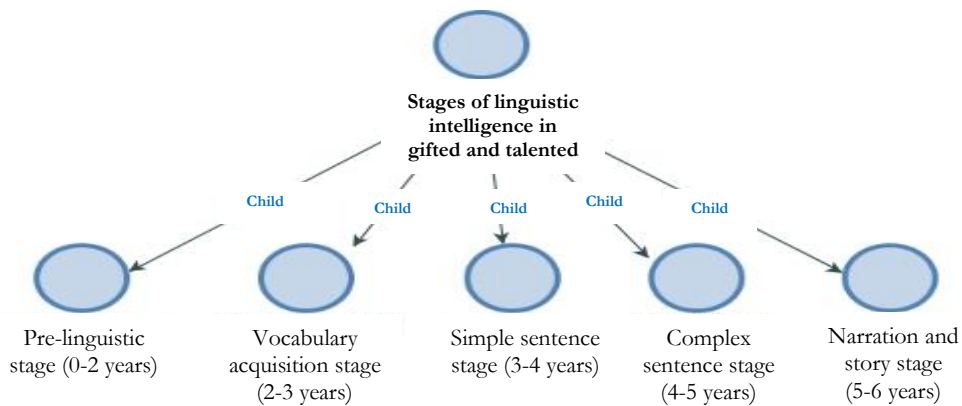 Stages of linguistic
intelligence in
gifted and talented
Child
Child
Child
Child
Child
Pre-linguistic
stage (0-2 years)
Vocabulary
acquisition stage
(2-3 years)
Simple sentence
stage (3-4 years)
Complex
sentence stage
(4-5 years)
Narration and
story stage
(5-6 years)